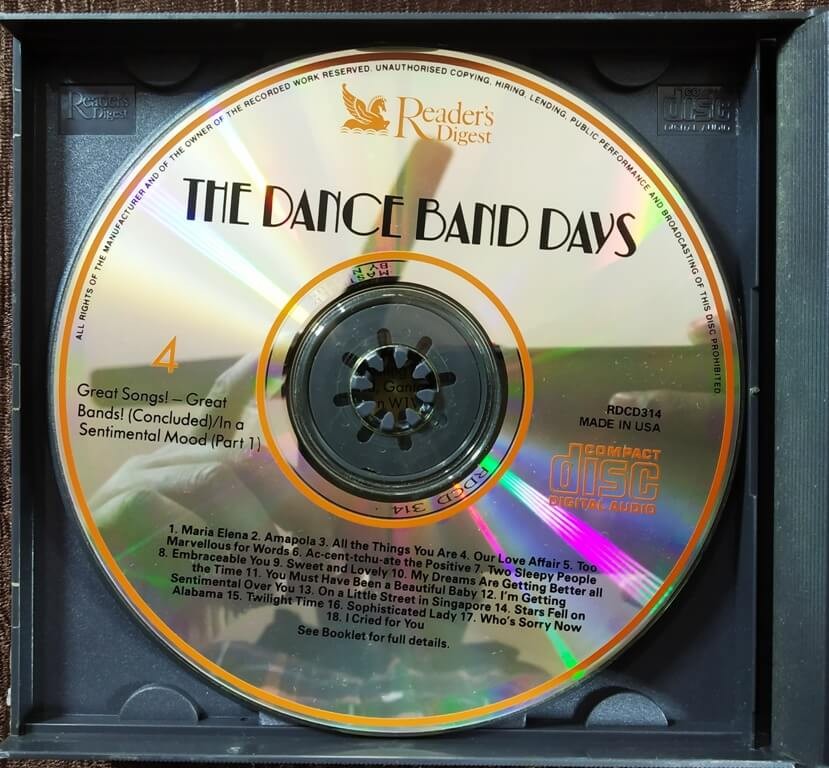 ALL RIGHTS OF THE MANUFACTURER AND OF THE OWNER OF THE RECORDED WORK RESERVED. UNAUTHORISED COPYING, HIRING, LENDING, PUBLIC PERFORMANCE AND BROADCASTING OF THIS DISC PROHIBITED
Reader's
Digest
COMPACT
disc
DIGITAL AUDIO
Reader's
Digest
THE DANCE BAND DAYS
4
Great Songs! – Great
Bands! (Concluded)/In a
Sentimental Mood (Part 1)
RDCD314
MADE IN USA
COMPACT
disc
DIGITAL AUDIO
RDCD 314
1. Maria Elena 2. Amapola 3. All the Things You Are 4. Our Love Affair 5. Too
Marvellous for Words 6. Ac-cent-tchu-ate the Positive 7. Two Sleepy People
8. Embraceable You 9. Sweet and Lovely 10. My Dreams Are Getting Better all
the Time 11. You Must Have Been a Beautiful Baby 12. I'm Getting
Sentimental Over You 13. On a Little Street in Singapore 14. Stars Fell on
Alabama 15. Twilight Time 16. Sophisticated Lady 17. Who's Sorry Now
18. I Cried for You
See Booklet for full details.